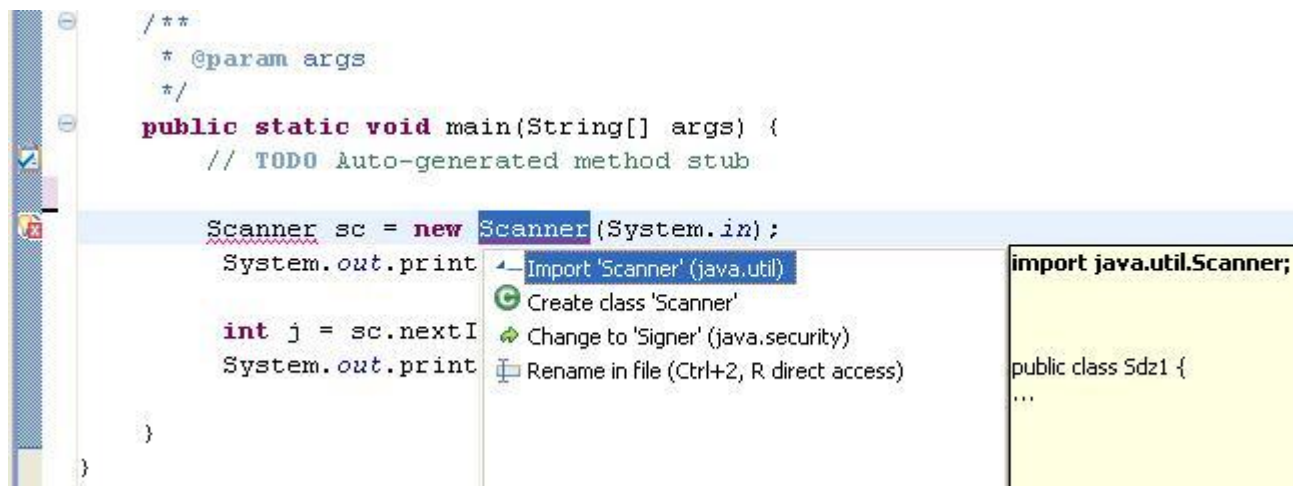 /**
* @param args
*/
public static void main(String[] args) {
// TODO Auto-generated method stub
Scanner sc = new Scanner(System.in);
System.out.print
int j = sc.nextI
System.out.print
}
}
Import 'Scanner' (java.util)
Create class 'Scanner'
Change to 'Signer' (java.security)
Rename in file (Ctrl+2, R direct access)
import java.util.Scanner;
public class Sdz1 {
...